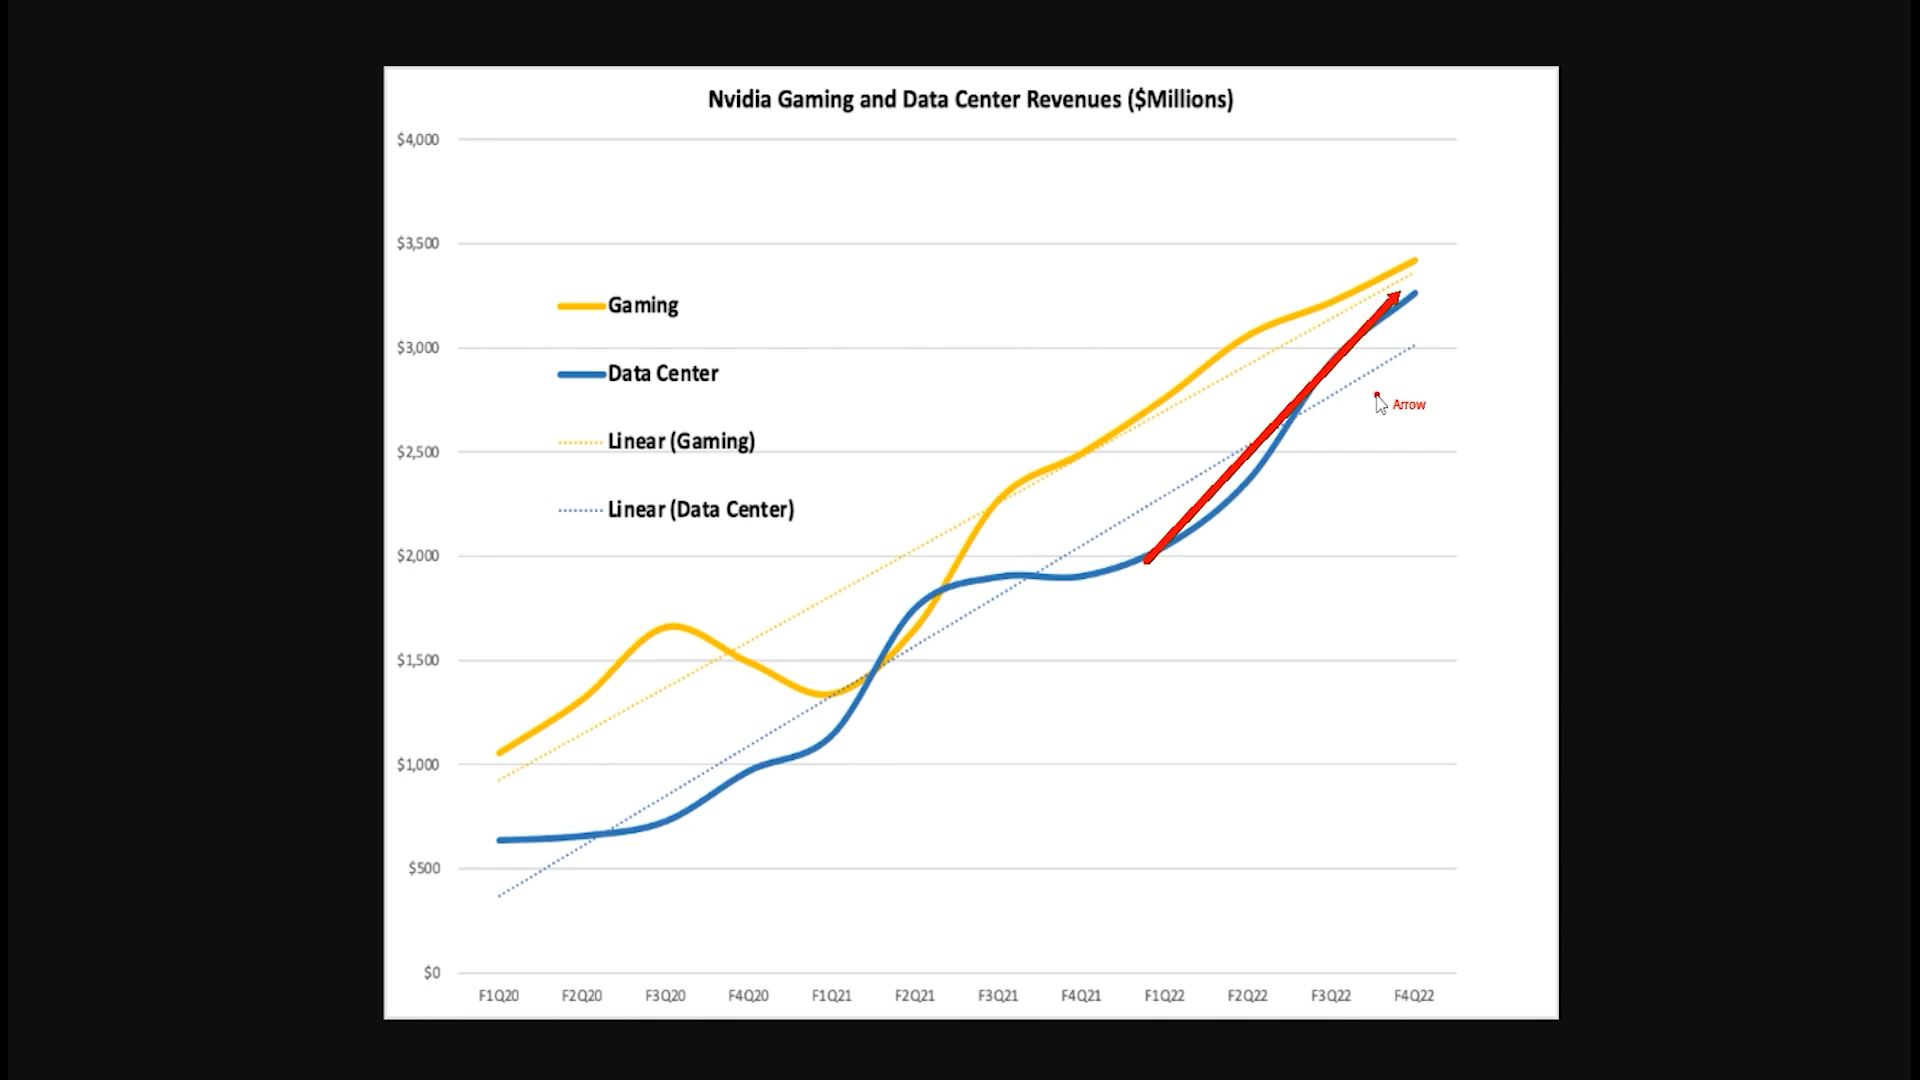 Nvidia Gaming and Data Center Revenues ($Millions)
$4,000
$3,500
$3,000
$2,500
$2,000
$1,500
$1,000
$500
$0
Gaming
Data Center
Linear (Gaming)
Linear (Data Center)
Arrow
F1Q20 F2Q20 F3Q20 F4Q20 F1Q21 F2Q21 F3Q21 F4Q21 F1Q22 F2Q22 F3Q22 F4Q22